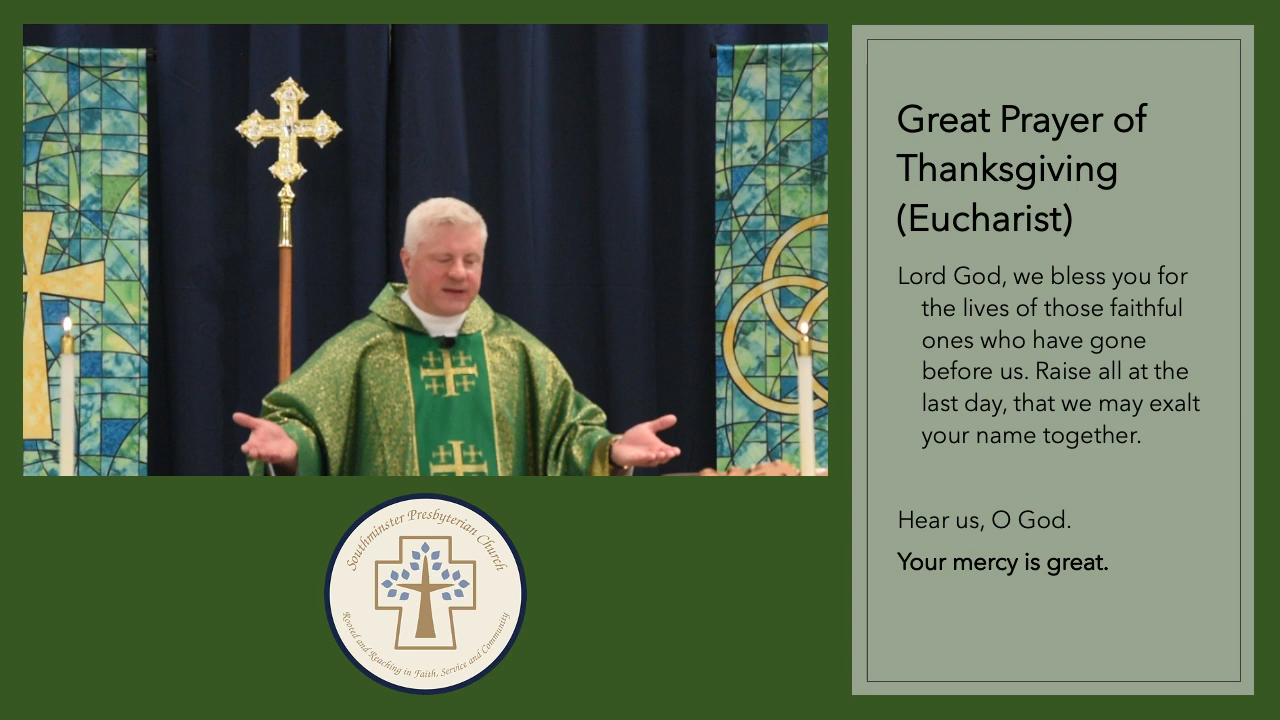 Great Prayer of
Thanksgiving
(Eucharist)
Lord God, we bless you for
the lives of those faithful
ones who have gone
before us. Raise all at the
last day, that we may exalt
your name together.
Hear us, O God.
Your mercy is great.
Southminster Presbyterian Church
Rooted and Reaching in Faith, Service and Community